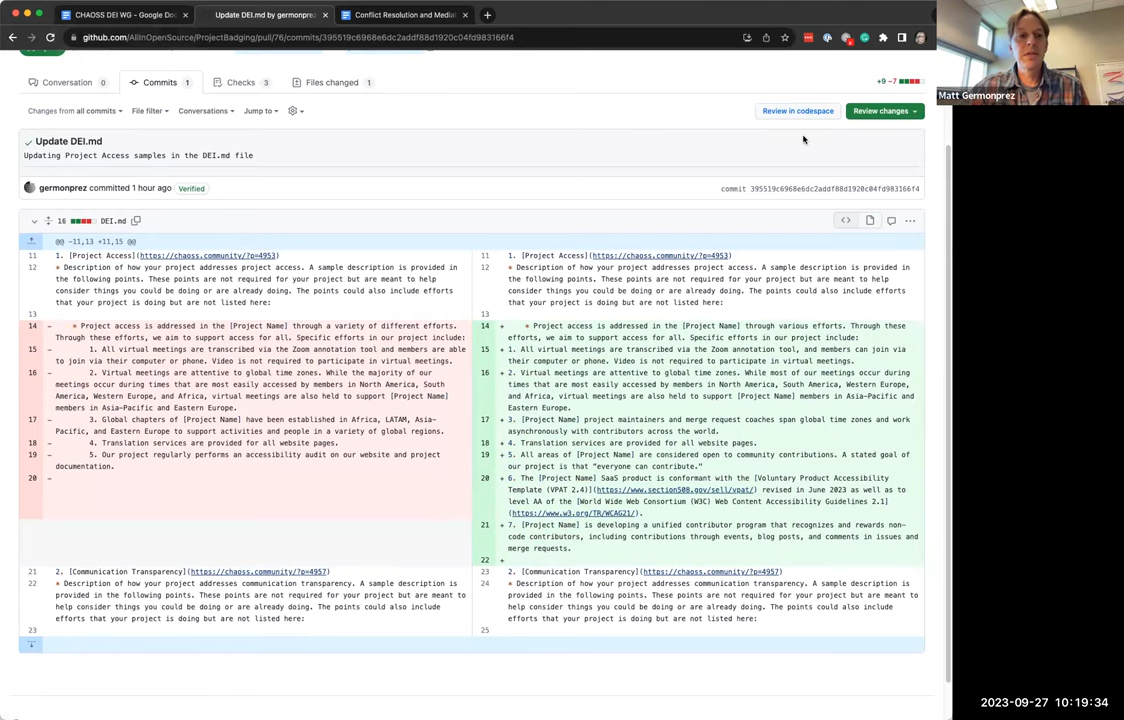 CHAOSS DEI WG - Google Doc
Update DEI.md by germonprez
Conflict Resolution and Mediat
github.com/AllInOpenSource/ProjectBadging/pull/76/commits/395519c6968e6dc2addf88d1920c04fd983166f4
Matt Germonprez
Conversation 0
Commits 1
Checks 3
Files changed 1
+9 −7
Changes from all commits
File filter
Conversations
Jump to
Review in codespace
Review changes
Update DEI.md
Updating Project Access samples in the DEI.md file
germonprez committed 1 hour ago Verified
commit 395519c6968e6dc2addf88d1920c04fd983166f4
16 DEI.md
@@ -11,13 +11,15 @@
11 1. [Project Access](https://chaoss.community/?p=4953)
12 * Description of how your project addresses project access. A sample description is provided in
the following points. These points are not required for your project but are meant to help
consider things you could be doing or are already doing. The points could also include efforts
that your project is doing but are not listed here:
13
14 - * Project access is addressed in the [Project Name] through a variety of different efforts.
Through these efforts, we aim to support access for all. Specific efforts in our project include:
15 - 1. All virtual meetings are transcribed via the Zoom annotation tool and members are able
to join via their computer or phone. Video is not required to participate in virtual meetings.
16 - 2. Virtual meetings are attentive to global time zones. While the majority of our
meetings occur during times that are most easily accessed by members in North America, South
America, Western Europe, and Africa, virtual meetings are also held to support [Project Name]
members in Asia-Pacific and Eastern Europe.
17 - 3. Global chapters of [Project Name] have been established in Africa, LATAM, Asia-
Pacific, and Eastern Europe to support activities and people in a variety of global regions.
18 - 4. Translation services are provided for all website pages.
19 - 5. Our project regularly performs an accessibility audit on our website and project
documentation.
20 -
21 2. [Communication Transparency](https://chaoss.community/?p=4957)
22 * Description of how your project addresses communication transparency. A sample description is
provided in the following points. These points are not required for your project but are meant to
help consider things you could be doing or are already doing. The points could also include
efforts that your project is doing but are not listed here:
23
11 1. [Project Access](https://chaoss.community/?p=4953)
12 * Description of how your project addresses project access. A sample description is provided in
the following points. These points are not required for your project but are meant to help
consider things you could be doing or are already doing. The points could also include efforts
that your project is doing but are not listed here:
13
14 + * Project access is addressed in the [Project Name] through various efforts. Through these
efforts, we aim to support access for all. Specific efforts in our project include:
15 + 1. All virtual meetings are transcribed via the Zoom annotation tool, and members can join via
their computer or phone. Video is not required to participate in virtual meetings.
16 + 2. Virtual meetings are attentive to global time zones. While most of our meetings occur during
times that are most easily accessed by members in North America, South America, Western Europe,
and Africa, virtual meetings are also held to support [Project Name] members in Asia-Pacific and
Eastern Europe.
17 + 3. [Project Name] project maintainers and merge request coaches span global time zones and work
asynchronously with contributors across the world.
18 + 4. Translation services are provided for all website pages.
19 + 5. All areas of [Project Name] are considered open to community contributions. A stated goal of
our project is that “everyone can contribute.”
20 + 6. The [Project Name] SaaS product is conformant with the [Voluntary Product Accessibility
Template (VPAT 2.4)](https://www.section508.gov/sell/vpat/) revised in June 2023 as well as to
level AA of the [World Wide Web Consortium (W3C) Web Content Accessibility Guidelines 2.1]
(https://www.w3.org/TR/WCAG21/).
21 + 7. [Project Name] is developing a unified contributor program that recognizes and rewards non-
code contributors, including contributions through events, blog posts, and comments in issues and
merge requests.
22 +
23 2. [Communication Transparency](https://chaoss.community/?p=4957)
24 * Description of how your project addresses communication transparency. A sample description is
provided in the following points. These points are not required for your project but are meant to
help consider things you could be doing or are already doing. The points could also include
efforts that your project is doing but are not listed here:
25
2023-09-27 10:19:34